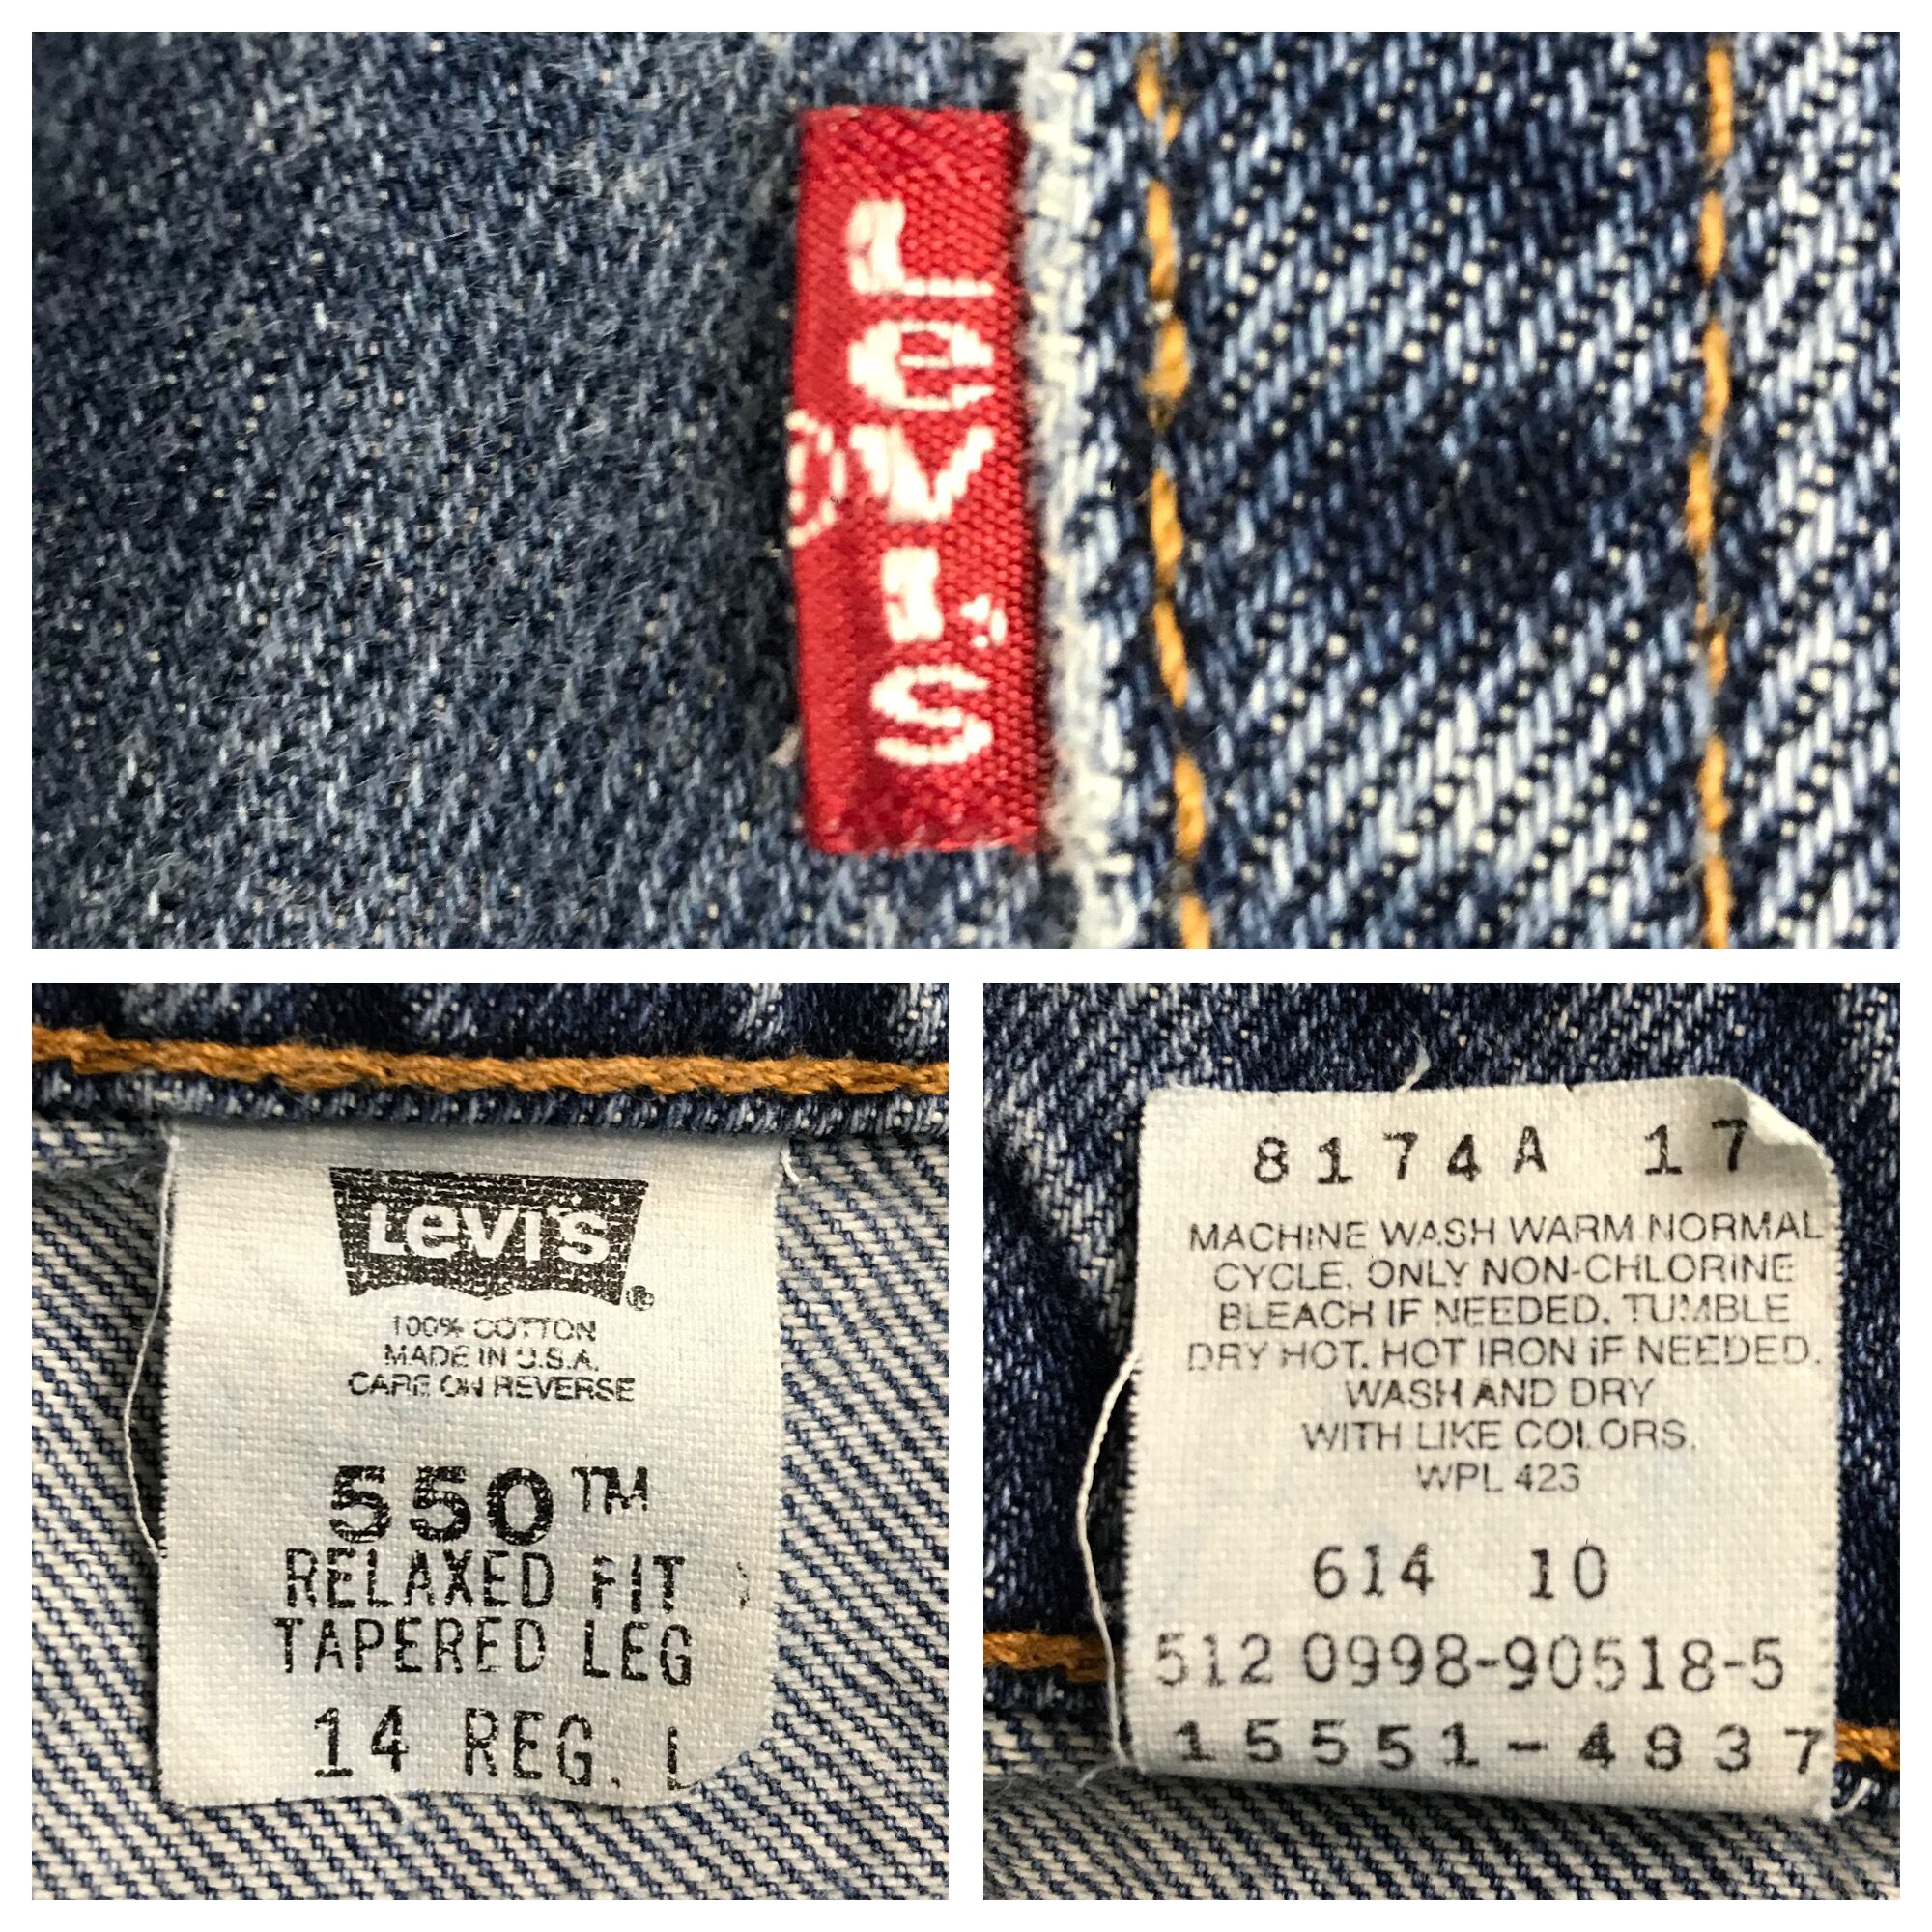 Levi's
®
Levi's
®
100% COTTON
MADE IN U.S.A.
CARE ON REVERSE
550™
RELAXED FIT
TAPERED LEG
14 REG. L
8174A 17
MACHINE WASH WARM NORMAL
CYCLE. ONLY NON-CHLORINE
BLEACH IF NEEDED. TUMBLE
DRY HOT. HOT IRON IF NEEDED.
WASH AND DRY
WITH LIKE COLORS.
WPL 423
614 10
512 0998-90518-5
15551-4837